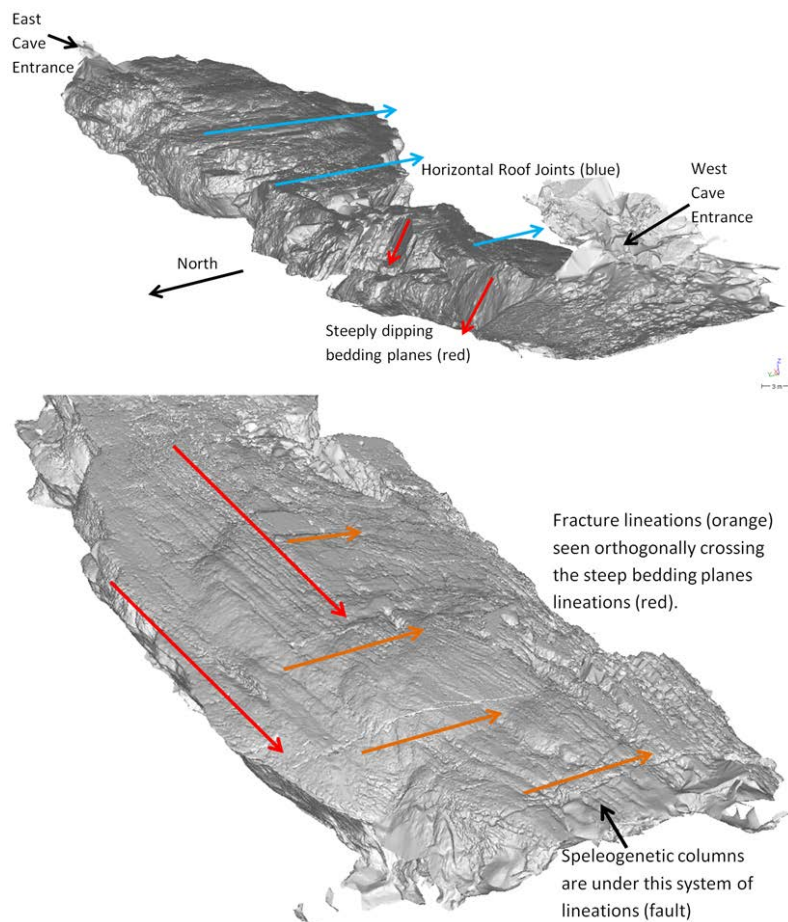 East
Cave
Entrance
Horizontal Roof Joints (blue)
West
Cave
Entrance
North
Steeply dipping
bedding planes (red)
3 m
Fracture lineations (orange)
seen orthogonally crossing
the steep bedding planes
lineations (red).
Speleogenetic columns
are under this system of
lineations (fault)